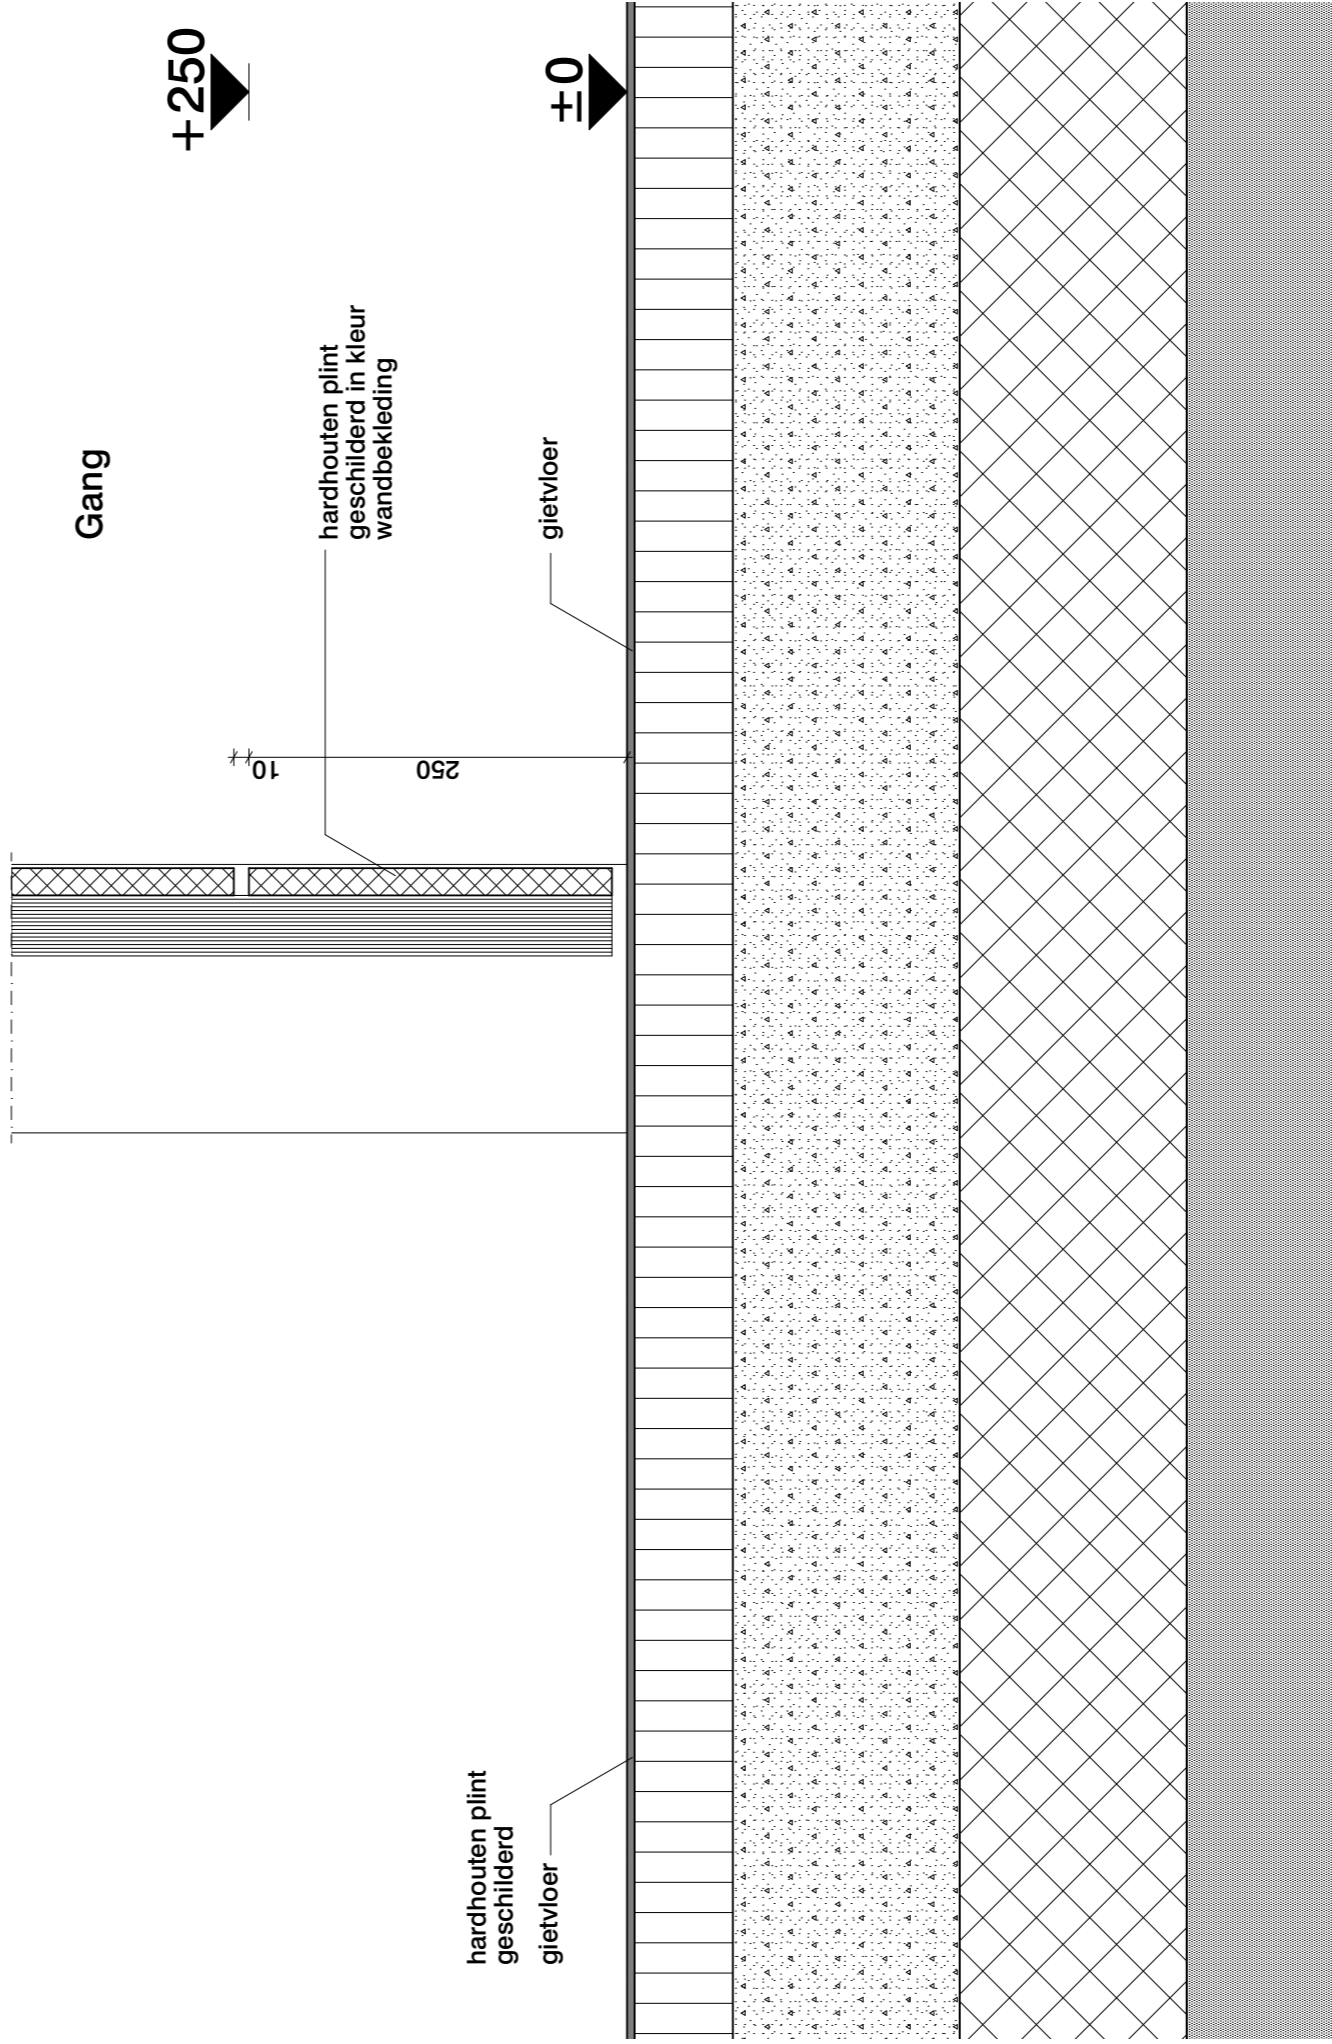 Gang
+250
±0
hardhouten plint
geschilderd in kleur
wandbekleding
gietvloer
10
250
hardhouten plint
geschilderd
gietvloer